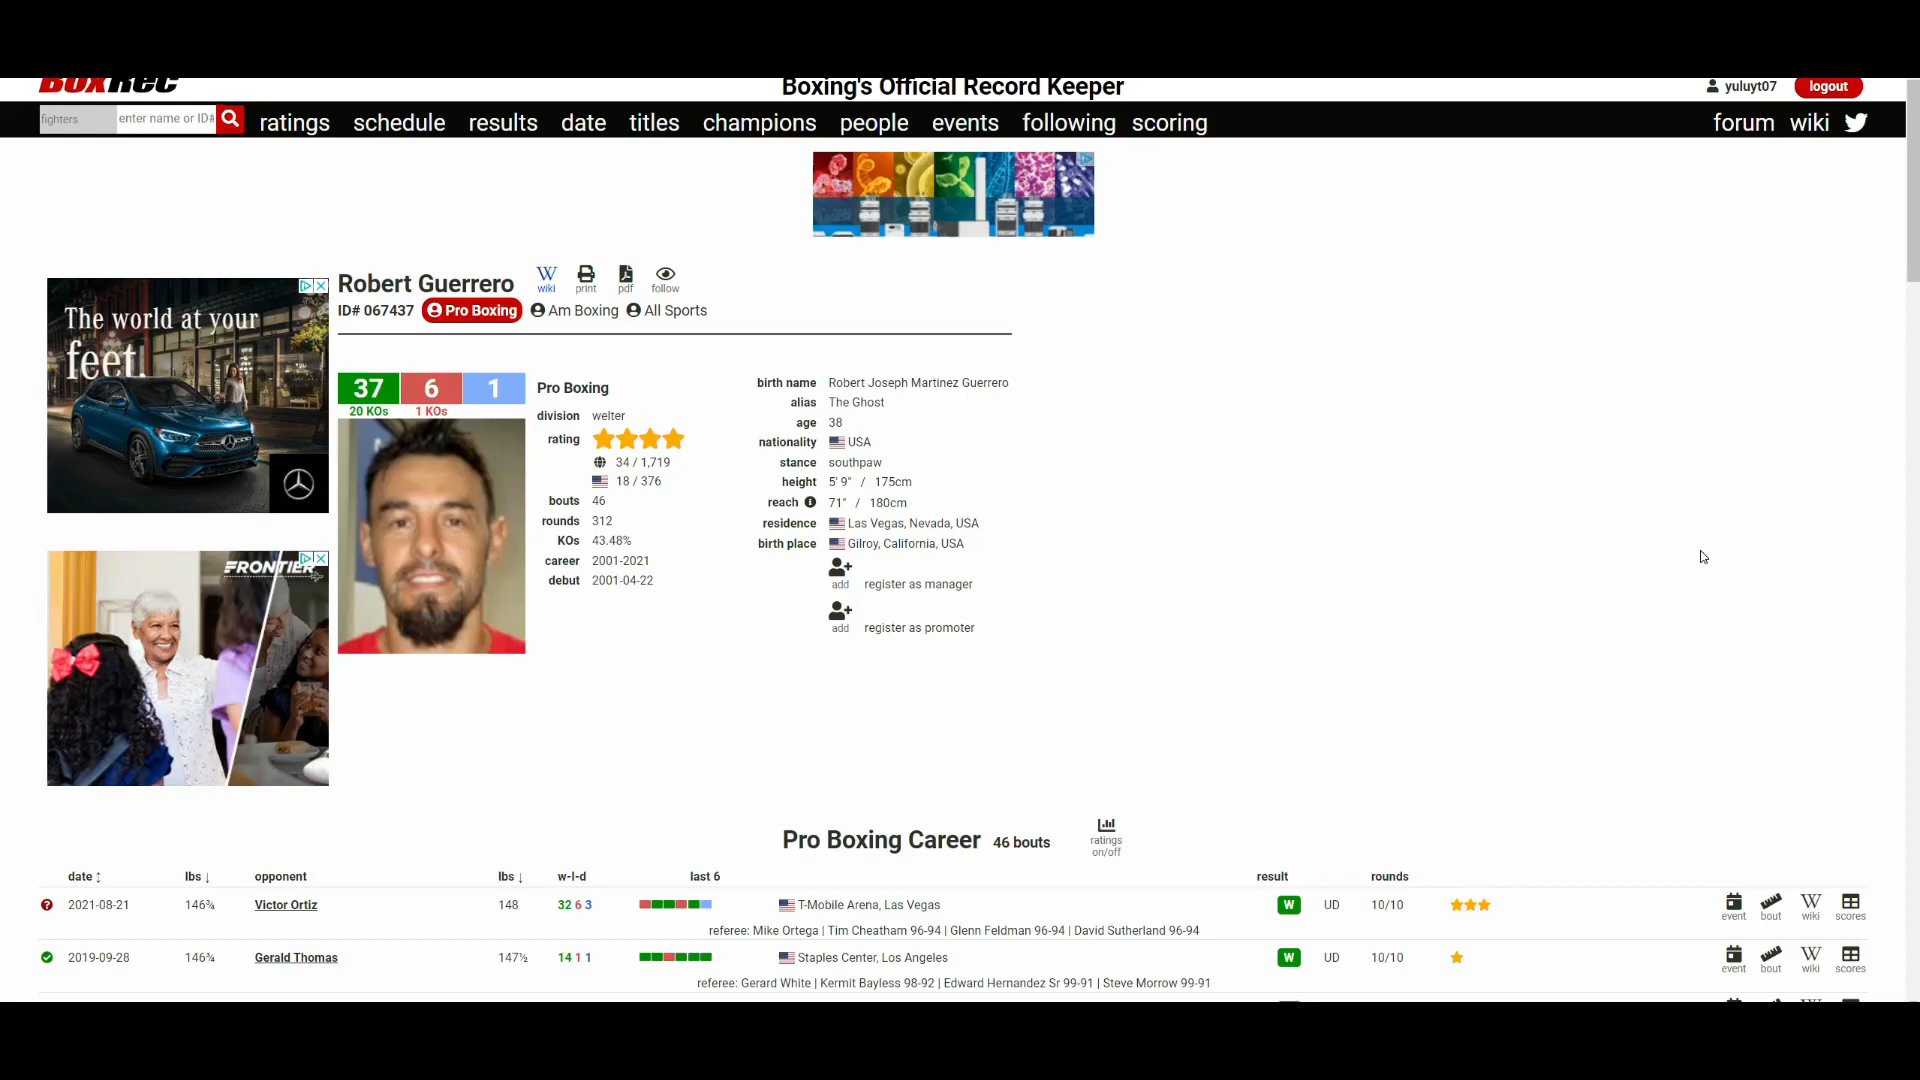 BoxRec
Boxing's Official Record Keeper
yuluyt07 logout
fighters enter name or ID# ratings schedule results date titles champions people events following scoring forum wiki
Robert Guerrero wiki print pdf follow
ID# 067437 Pro Boxing Am Boxing All Sports
The world at your
feet.
FRONTIER
37 6 1
20 KOs 1 KOs
Pro Boxing
division welter
rating
34 / 1,719
18 / 376
bouts 46
rounds 312
KOs 43.48%
career 2001-2021
debut 2001-04-22
birth name Robert Joseph Martinez Guerrero
alias The Ghost
age 38
nationality USA
stance southpaw
height 5' 9" / 175cm
reach 71" / 180cm
residence Las Vegas, Nevada, USA
birth place Gilroy, California, USA
add register as manager
add register as promoter
Pro Boxing Career 46 bouts ratings on/off
date lbs opponent lbs w-l-d last 6 result rounds
2021-08-21 146¾ Victor Ortiz 148 32 6 3 T-Mobile Arena, Las Vegas W UD 10/10 event bout wiki scores
referee: Mike Ortega | Tim Cheatham 96-94 | Glenn Feldman 96-94 | David Sutherland 96-94
2019-09-28 146¾ Gerald Thomas 147½ 14 1 1 Staples Center, Los Angeles W UD 10/10 event bout wiki scores
referee: Gerard White | Kermit Bayless 98-92 | Edward Hernandez Sr 99-91 | Steve Morrow 99-91